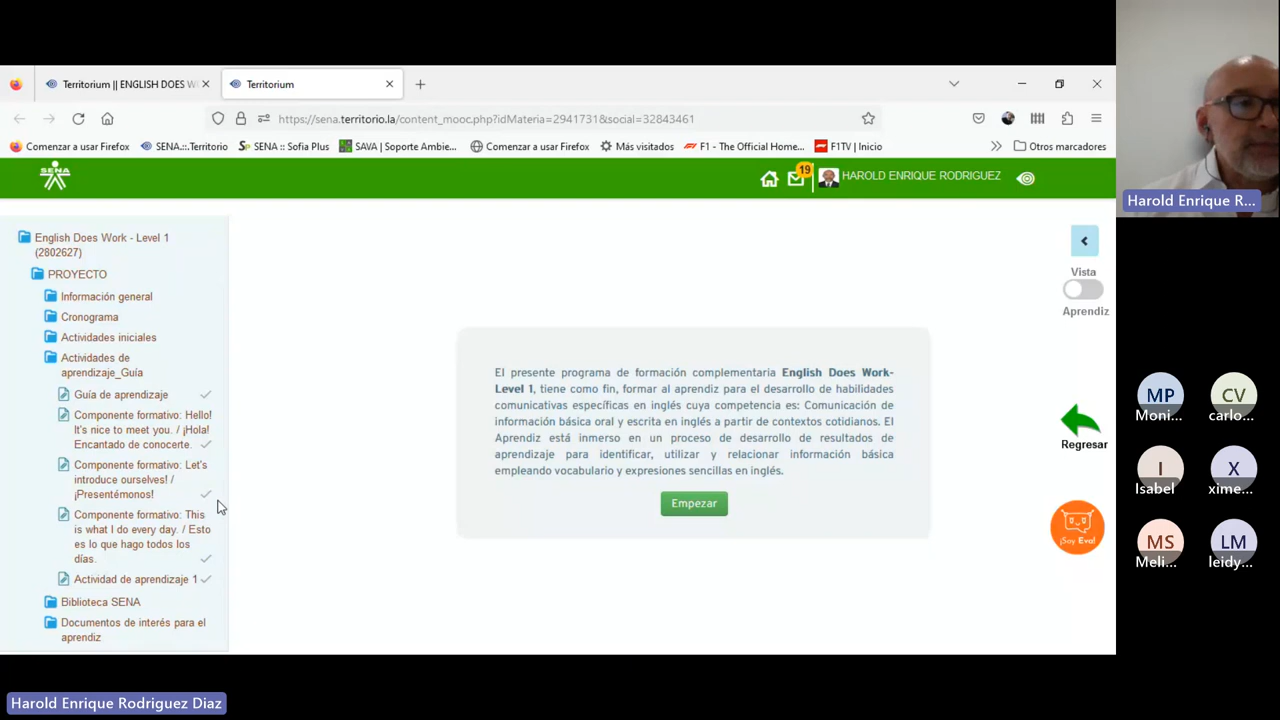 Territorium || ENGLISH DOES W
Territorium
https://sena.territorio.la/content_mooc.php?idMateria=2941731&social=32843461
Comenzar a usar Firefox
SENA.::.Territorio
SENA :: Sofia Plus
SAVA | Soporte Ambie...
Comenzar a usar Firefox
Más visitados
F1 - The Official Home...
F1TV | Inicio
Otros marcadores
SENA
19
HAROLD ENRIQUE RODRIGUEZ
Harold Enrique R...
English Does Work - Level 1
(2802627)
PROYECTO
Información general
Cronograma
Actividades iniciales
Actividades de
aprendizaje_Guía
Guía de aprendizaje
Componente formativo: Hello!
It's nice to meet you. / ¡Hola!
Encantado de conocerte.
Componente formativo: Let's
introduce ourselves! /
¡Presentémonos!
Componente formativo: This
is what I do every day. / Esto
es lo que hago todos los
días.
Actividad de aprendizaje 1
Biblioteca SENA
Documentos de interés para el
aprendiz
El presente programa de formación complementaria English Does Work-
Level 1, tiene como fin, formar al aprendiz para el desarrollo de habilidades
comunicativas específicas en inglés cuya competencia es: Comunicación de
información básica oral y escrita en inglés a partir de contextos cotidianos. El
Aprendiz está inmerso en un proceso de desarrollo de resultados de
aprendizaje para identificar, utilizar y relacionar información básica
empleando vocabulario y expresiones sencillas en inglés.
Empezar
Vista
Aprendiz
Regresar
¡Soy Eva!
MP
Moni...
CV
carlo...
I
Isabel
X
xime...
MS
Meli...
LM
leidy...
Harold Enrique Rodriguez Diaz